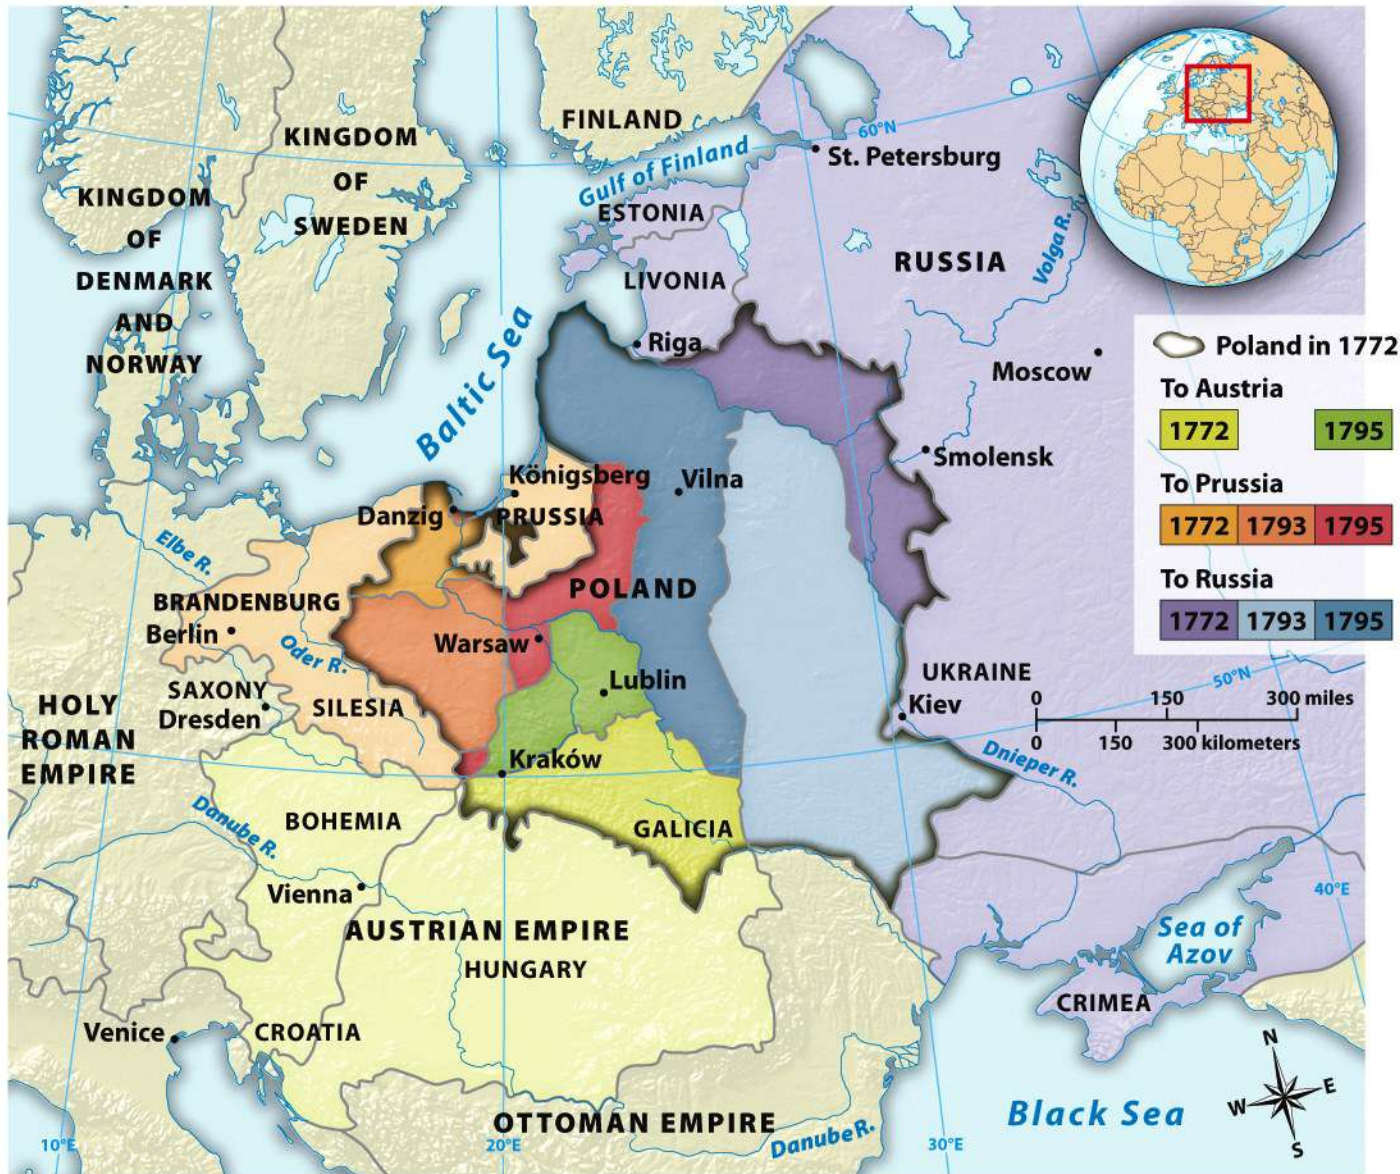 FINLAND
60°N
St. Petersburg
KINGDOM
OF
SWEDEN
Gulf of Finland
KINGDOM
OF
DENMARK
AND
NORWAY
ESTONIA
Volga R.
RUSSIA
LIVONIA
Baltic Sea
Riga
Moscow
Smolensk
Königsberg
Vilna
Danzig
PRUSSIA
Elbe R.
POLAND
BRANDENBURG
Berlin
Oder R.
Warsaw
UKRAINE
50°N
SAXONY
Dresden
SILESIA
Lublin
Kiev
HOLY
ROMAN
EMPIRE
Kraków
Dnieper R.
Danube R.
BOHEMIA
GALICIA
Vienna
40°E
AUSTRIAN EMPIRE
HUNGARY
Sea of
Azov
CRIMEA
Venice
CROATIA
OTTOMAN EMPIRE
Danube R.
Black Sea
10°E
20°E
30°E
Poland in 1772
To Austria
1772 1795
To Prussia
1772 1793 1795
To Russia
1772 1793 1795
0 150 300 miles
0 150 300 kilometers
N
W E
S